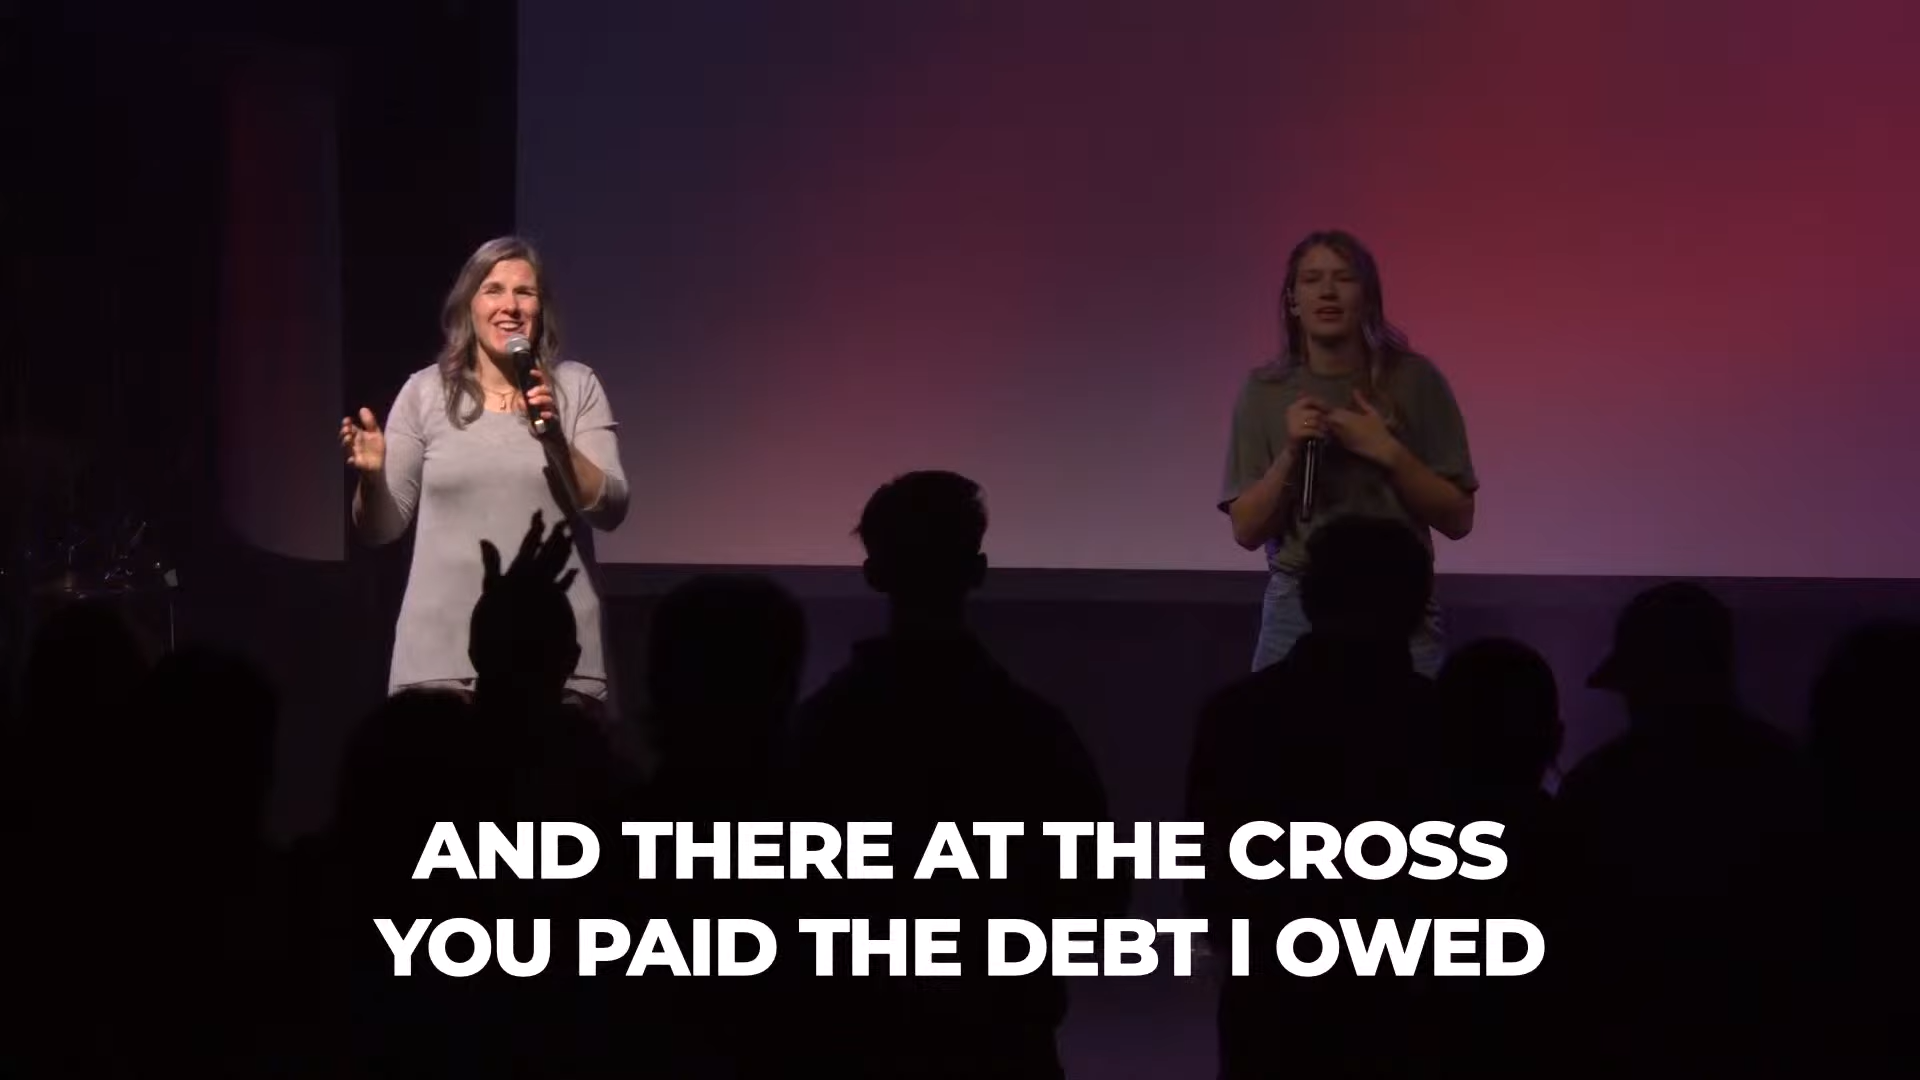 AND THERE AT THE CROSS
YOU PAID THE DEBT I OWED